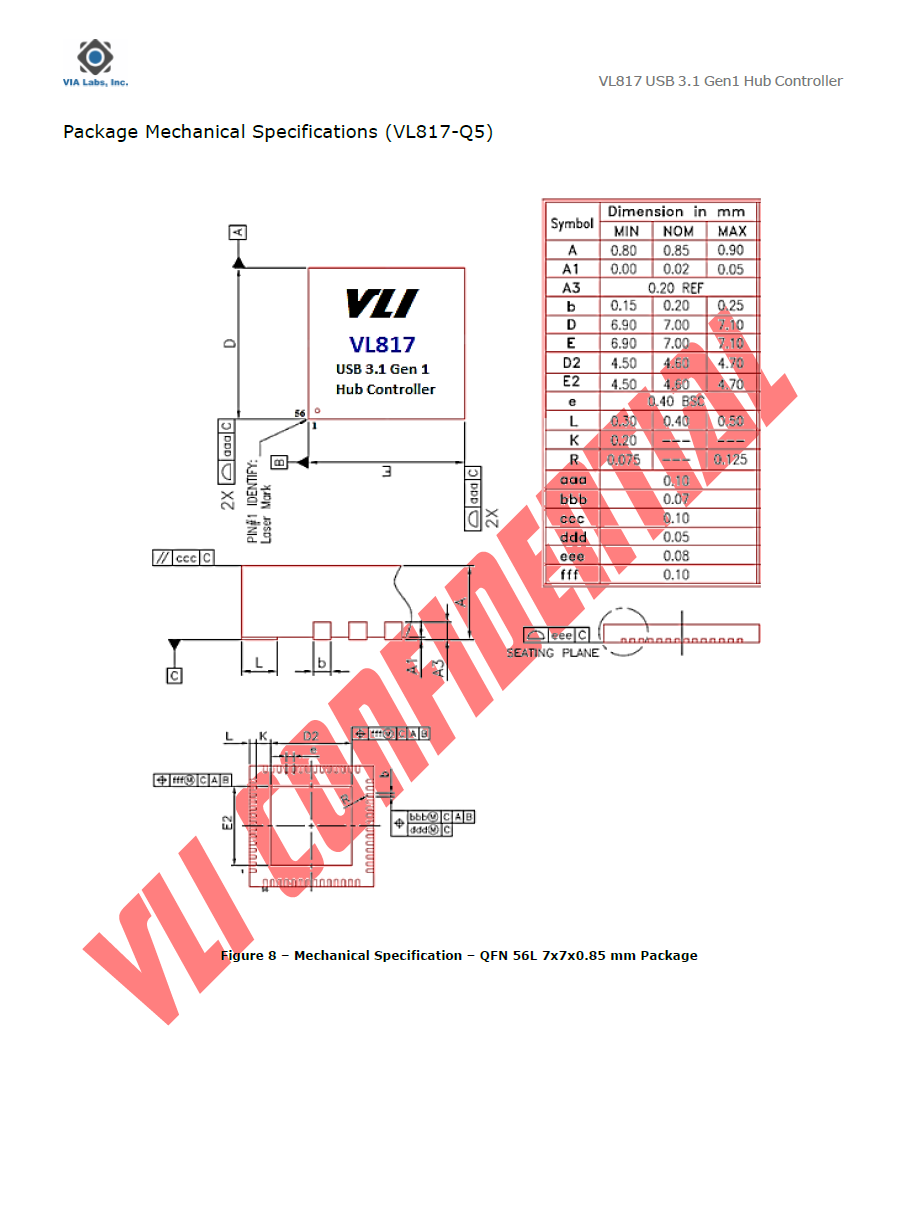 VIA Labs, Inc.
VL817 USB 3.1 Gen1 Hub Controller
Package Mechanical Specifications (VL817-Q5)
Symbol Dimension in mm
MIN NOM MAX
A 0.80 0.85 0.90
A1 0.00 0.02 0.05
A3 0.20 REF
b 0.15 0.20 0.25
D 6.90 7.00 7.10
E 6.90 7.00 7.10
D2 4.50 4.60 4.70
E2 4.50 4.60 4.70
e 0.40 BSC
L 0.30 0.40 0.50
K 0.20 --- ---
R 0.075 --- 0.125
aaa 0.10
bbb 0.07
ccc 0.10
ddd 0.05
eee 0.08
fff 0.10
A
D
VLI
VL817
USB 3.1 Gen 1
Hub Controller
56
1
aaa C
2X
PIN#1 IDENTIFY:
Laser Mark
B
E
aaa C
2X
// ccc C
A
C
L
b
A1
A3
eee C
SEATING PLANE
L K D2
fffⓂ C A B
e
fffⓂ C A B
b
R
E2
bbbⓂ C A B
dddⓂ C
1
VLI CONFIDENTIAL
Figure 8 – Mechanical Specification – QFN 56L 7x7x0.85 mm Package